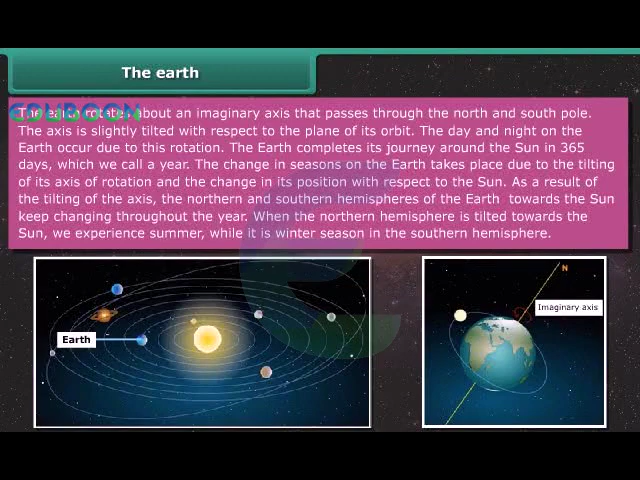 The earth
EDUBOON
The earth rotates about an imaginary axis that passes through the north and south pole.
The axis is slightly tilted with respect to the plane of its orbit. The day and night on the
Earth occur due to this rotation. The Earth completes its journey around the Sun in 365
days, which we call a year. The change in seasons on the Earth takes place due to the tilting
of its axis of rotation and the change in its position with respect to the Sun. As a result of
the tilting of the axis, the northern and southern hemispheres of the Earth towards the Sun
keep changing throughout the year. When the northern hemisphere is tilted towards the
Sun, we experience summer, while it is winter season in the southern hemisphere.
Earth
N
Imaginary axis